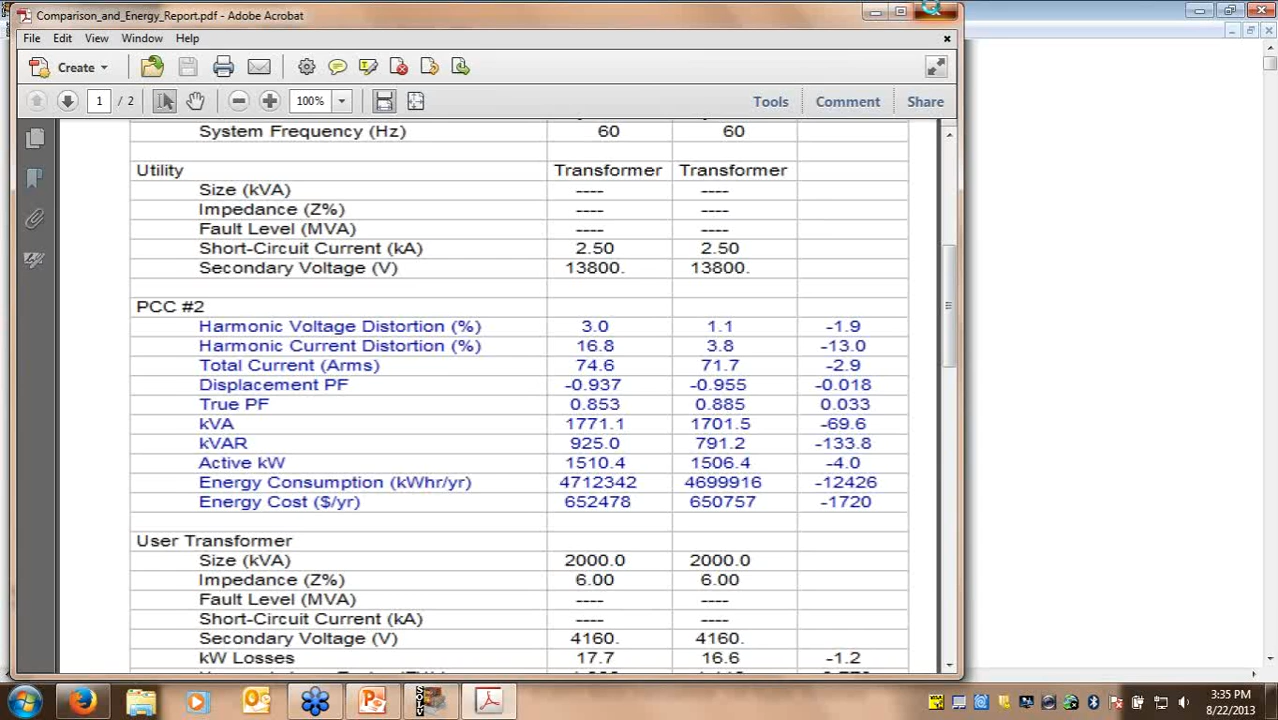 Comparison_and_Energy_Report.pdf - Adobe Acrobat
File Edit View Window Help
Create
1 / 2 100% Tools Comment Share
System Frequency (Hz) 60 60
Utility Transformer Transformer
Size (kVA) ---- ----
Impedance (Z%) ---- ----
Fault Level (MVA) ---- ----
Short-Circuit Current (kA) 2.50 2.50
Secondary Voltage (V) 13800. 13800.
PCC #2
Harmonic Voltage Distortion (%) 3.0 1.1 -1.9
Harmonic Current Distortion (%) 16.8 3.8 -13.0
Total Current (Arms) 74.6 71.7 -2.9
Displacement PF -0.937 -0.955 -0.018
True PF 0.853 0.885 0.033
kVA 1771.1 1701.5 -69.6
kVAR 925.0 791.2 -133.8
Active kW 1510.4 1506.4 -4.0
Energy Consumption (kWhr/yr) 4712342 4699916 -12426
Energy Cost ($/yr) 652478 650757 -1720
User Transformer
Size (kVA) 2000.0 2000.0
Impedance (Z%) 6.00 6.00
Fault Level (MVA) ---- ----
Short-Circuit Current (kA) ---- ----
Secondary Voltage (V) 4160. 4160.
kW Losses 17.7 16.6 -1.2
3:35 PM
8/22/2013